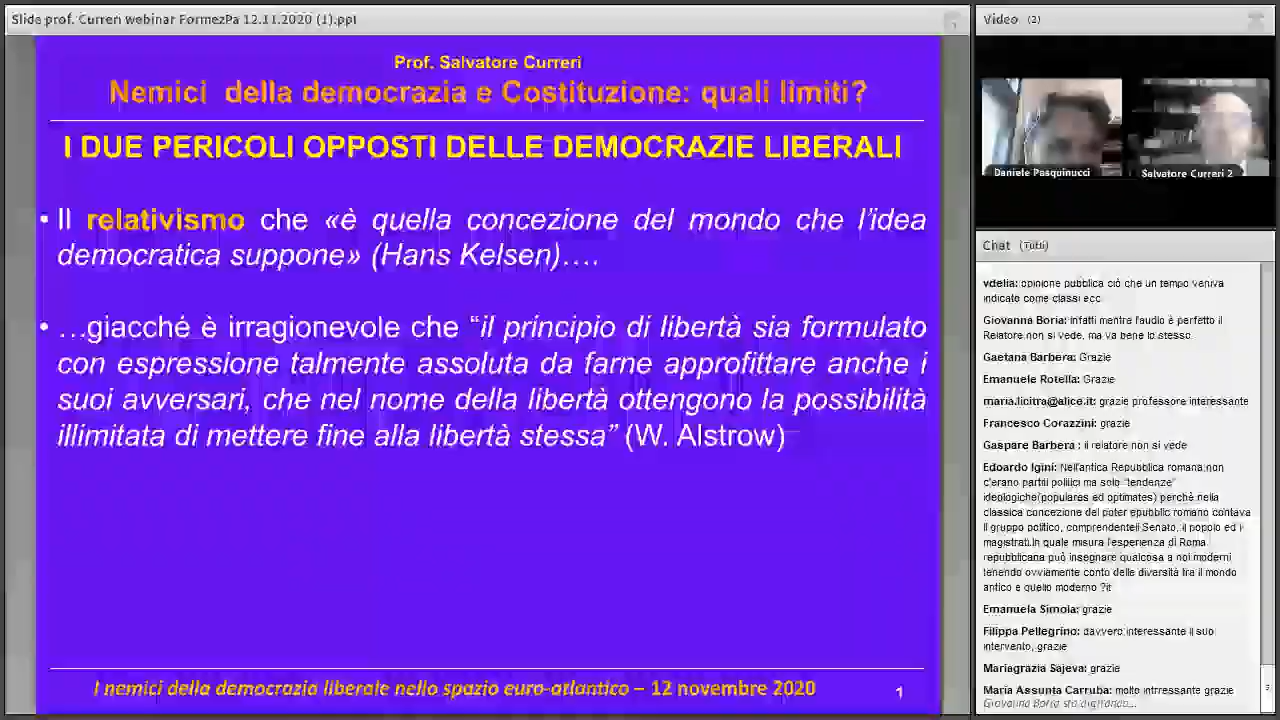 Slide prof. Curreri webinar FormezPa 12.11.2020 (1).ppt
Prof. Salvatore Curreri
Nemici della democrazia e Costituzione: quali limiti?
I DUE PERICOLI OPPOSTI DELLE DEMOCRAZIE LIBERALI
• Il relativismo che «è quella concezione del mondo che l'idea
democratica suppone» (Hans Kelsen)….
• …giacché è irragionevole che “il principio di libertà sia formulato
con espressione talmente assoluta da farne approfittare anche i
suoi avversari, che nel nome della libertà ottengono la possibilità
illimitata di mettere fine alla libertà stessa” (W. Alstrow)
I nemici della democrazia liberale nello spazio euro-atlantico – 12 novembre 2020
1
Video (2)
Daniele Pasquinucci
Salvatore Curreri 2
Chat (Tutti)
vdelia: opinione pubblica ciò che un tempo veniva
indicato come classi ecc
Giovanna Boria: infatti mentre l'audio è perfetto il
Relatore non si vede, ma va bene lo stesso.
Gaetana Barbera: Grazie
Emanuele Rotella: Grazie
maria.licitra@alice.it: grazie professore interessante
Francesco Corazzini: grazie
Gaspare Barbera : il relatore non si vede
Edoardo Igini: Nell'antica Repubblica romana non
c'erano partiti politici ma solo "tendenze"
ideologiche(populares ed optimates) perchè nella
classica concezione del poter epubblic romano contava
il gruppo politico, comprendenteil Senato, il popolo ed i
magistrati.In quale misura l'esperienza di Roma
repubblicana può insegnare qualcosa a noi moderni
tenendo ovviamente conto delle diversità tra il mondo
antico e quello moderno ?it
Emanuela Simola: grazie
Filippa Pellegrino: davvero interessante il suo
intervento, grazie
Mariagrazia Sajeva: grazie
Maria Assunta Carruba: molto intrressante grazie
Giovanna Boria sta digitando...